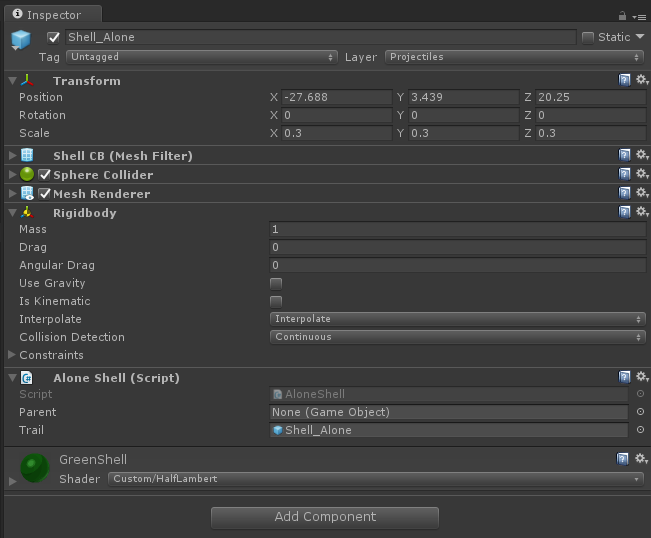 Inspector
Shell_Alone Static
Tag Untagged Layer Projectiles
Transform
Position X -27.688 Y 3.439 Z 20.25
Rotation X 0 Y 0 Z 0
Scale X 0.3 Y 0.3 Z 0.3
Shell CB (Mesh Filter)
Sphere Collider
Mesh Renderer
Rigidbody
Mass 1
Drag 0
Angular Drag 0
Use Gravity
Is Kinematic
Interpolate Interpolate
Collision Detection Continuous
Constraints
Alone Shell (Script)
Script AloneShell
Parent None (Game Object)
Trail Shell_Alone
GreenShell
Shader Custom/HalfLambert
Add Component